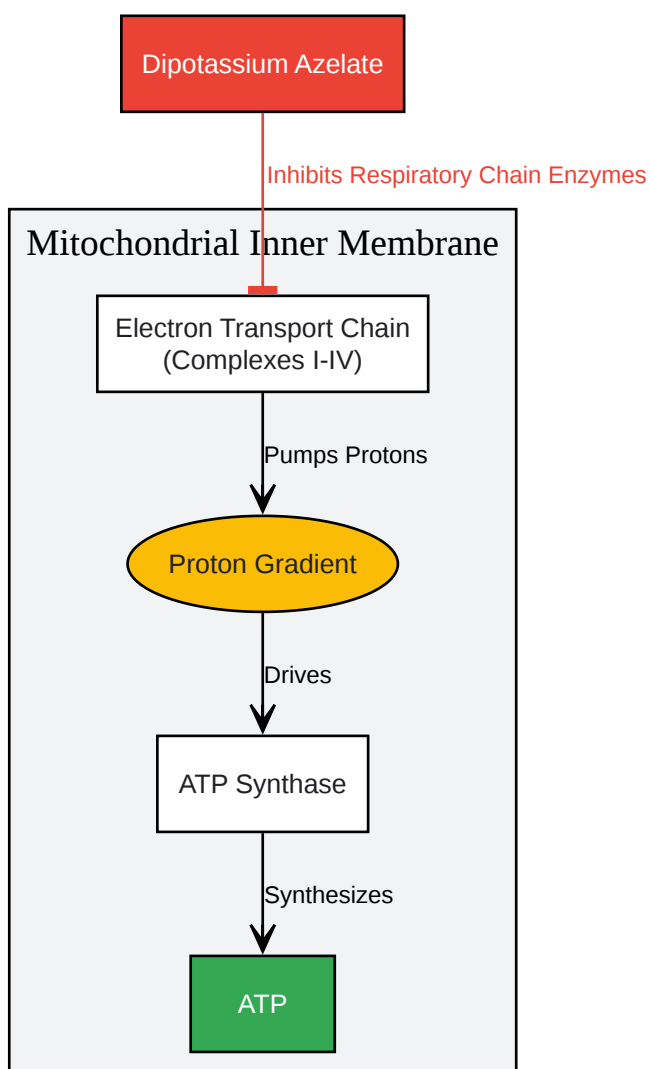 Dipotassium Azelate
Inhibits Respiratory Chain Enzymes
Mitochondrial Inner Membrane
Electron Transport Chain
(Complexes I-IV)
Pumps Protons
Proton Gradient
Drives
ATP Synthase
Synthesizes
ATP